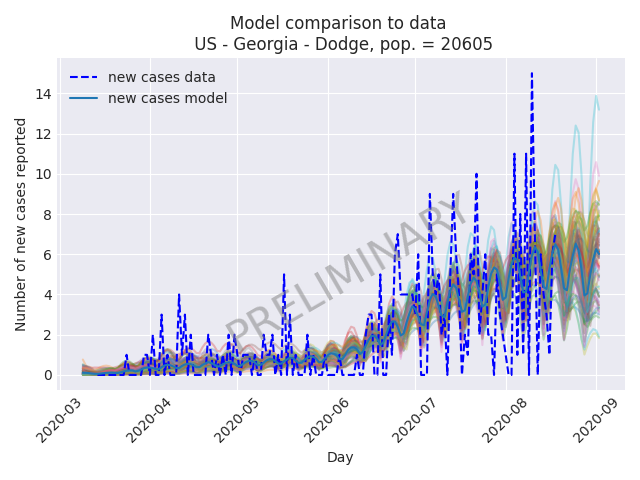 Model comparison to data
US - Georgia - Dodge, pop. = 20605
new cases data
new cases model
PRELIMINARY
Number of new cases reported
14
12
10
8
6
4
2
0
2020-03
2020-04
2020-05
2020-06
2020-07
2020-08
2020-09
Day